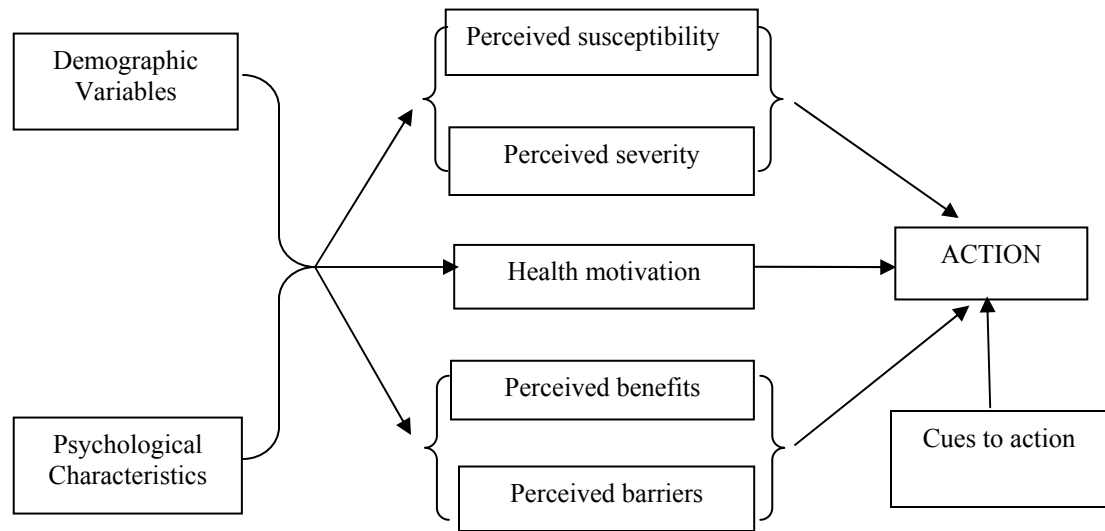 Demographic
Variables
Psychological
Characteristics
Perceived susceptibility
Perceived severity
Health motivation
Perceived benefits
Perceived barriers
ACTION
Cues to action